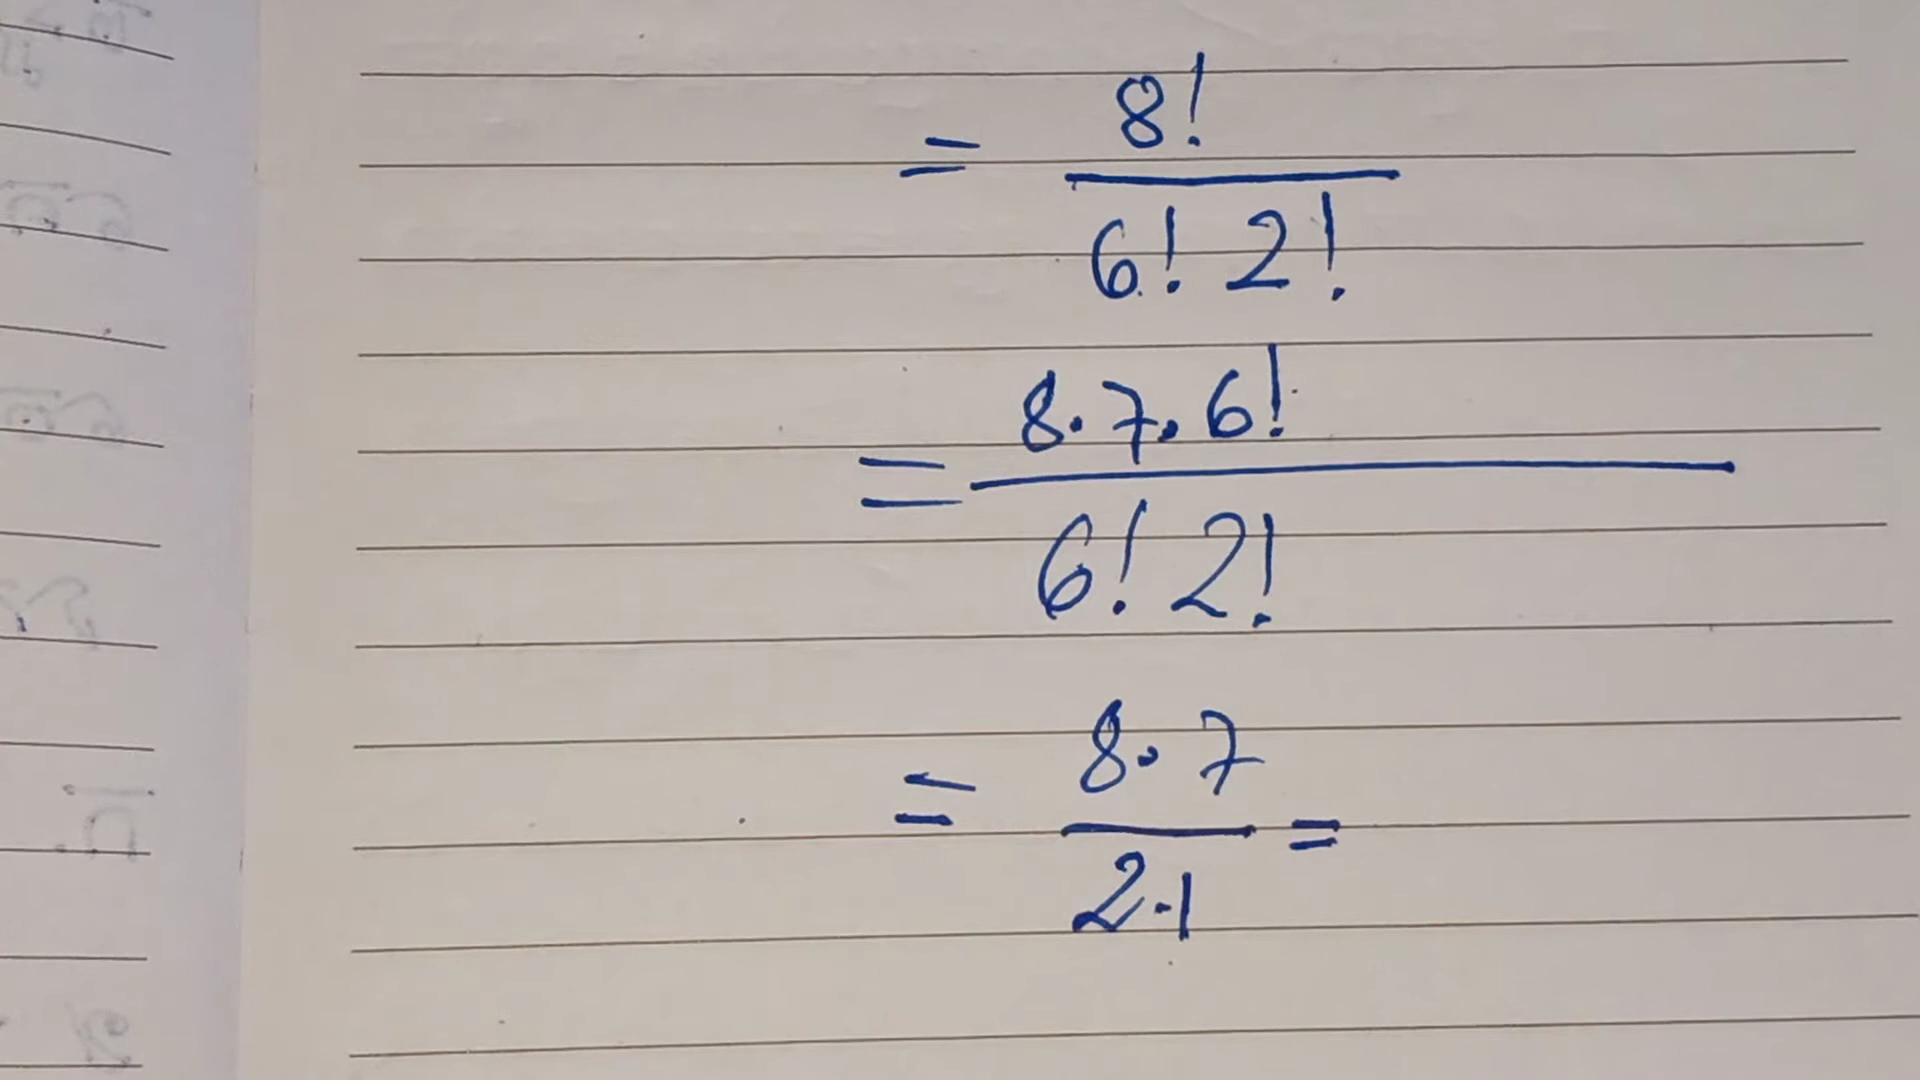 = 8! / 6! 2!
= 8.7.6! / 6! 2!
= 8.7 / 2.1 =